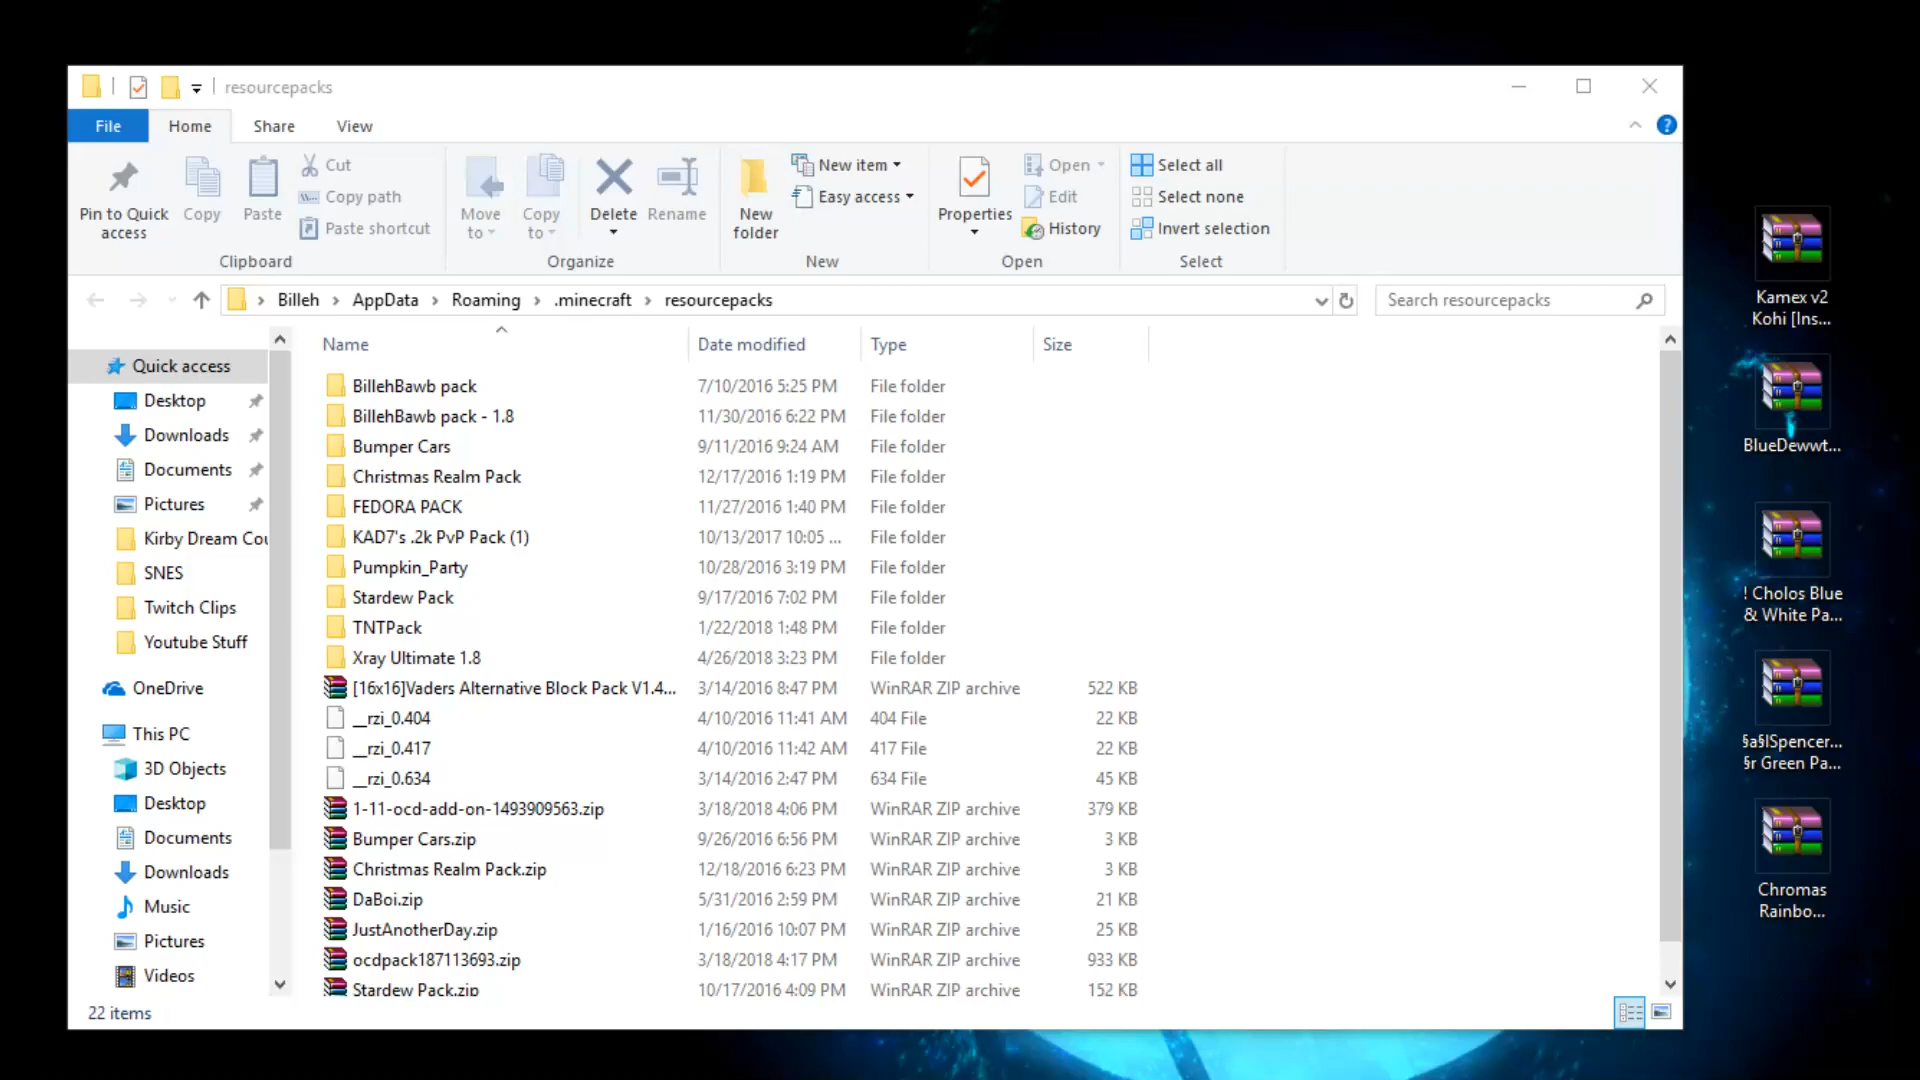 resourcepacks
File Home Share View
Pin to Quick access
Copy
Paste
Cut
Copy path
Paste shortcut
Clipboard
Move to
Copy to
Delete
Rename
Organize
New folder
New item
Easy access
New
Properties
Open
Edit
History
Open
Select all
Select none
Invert selection
Select
Billeh AppData Roaming .minecraft resourcepacks
Search resourcepacks
Quick access
Desktop
Downloads
Documents
Pictures
Kirby Dream Cou
SNES
Twitch Clips
Youtube Stuff
OneDrive
This PC
3D Objects
Desktop
Documents
Downloads
Music
Pictures
Videos
Name Date modified Type Size
BillehBawb pack 7/10/2016 5:25 PM File folder
BillehBawb pack - 1.8 11/30/2016 6:22 PM File folder
Bumper Cars 9/11/2016 9:24 AM File folder
Christmas Realm Pack 12/17/2016 1:19 PM File folder
FEDORA PACK 11/27/2016 1:40 PM File folder
KAD7's .2k PvP Pack (1) 10/13/2017 10:05 ... File folder
Pumpkin_Party 10/28/2016 3:19 PM File folder
Stardew Pack 9/17/2016 7:02 PM File folder
TNTPack 1/22/2018 1:48 PM File folder
Xray Ultimate 1.8 4/26/2018 3:23 PM File folder
[16x16]Vaders Alternative Block Pack V1.4... 3/14/2016 8:47 PM WinRAR ZIP archive 522 KB
__rzi_0.404 4/10/2016 11:41 AM 404 File 22 KB
__rzi_0.417 4/10/2016 11:42 AM 417 File 22 KB
__rzi_0.634 3/14/2016 2:47 PM 634 File 45 KB
1-11-ocd-add-on-1493909563.zip 3/18/2018 4:06 PM WinRAR ZIP archive 379 KB
Bumper Cars.zip 9/26/2016 6:56 PM WinRAR ZIP archive 3 KB
Christmas Realm Pack.zip 12/18/2016 6:23 PM WinRAR ZIP archive 3 KB
DaBoi.zip 5/31/2016 2:59 PM WinRAR ZIP archive 21 KB
JustAnotherDay.zip 1/16/2016 10:07 PM WinRAR ZIP archive 25 KB
ocdpack187113693.zip 3/18/2018 4:17 PM WinRAR ZIP archive 933 KB
Stardew Pack.zip 10/17/2016 4:09 PM WinRAR ZIP archive 152 KB
22 items
Kamex v2
Kohi [Ins...
BlueDewwt...
! Cholos Blue
& White Pa...
§a§lSpencer...
§r Green Pa...
Chromas
Rainbo...